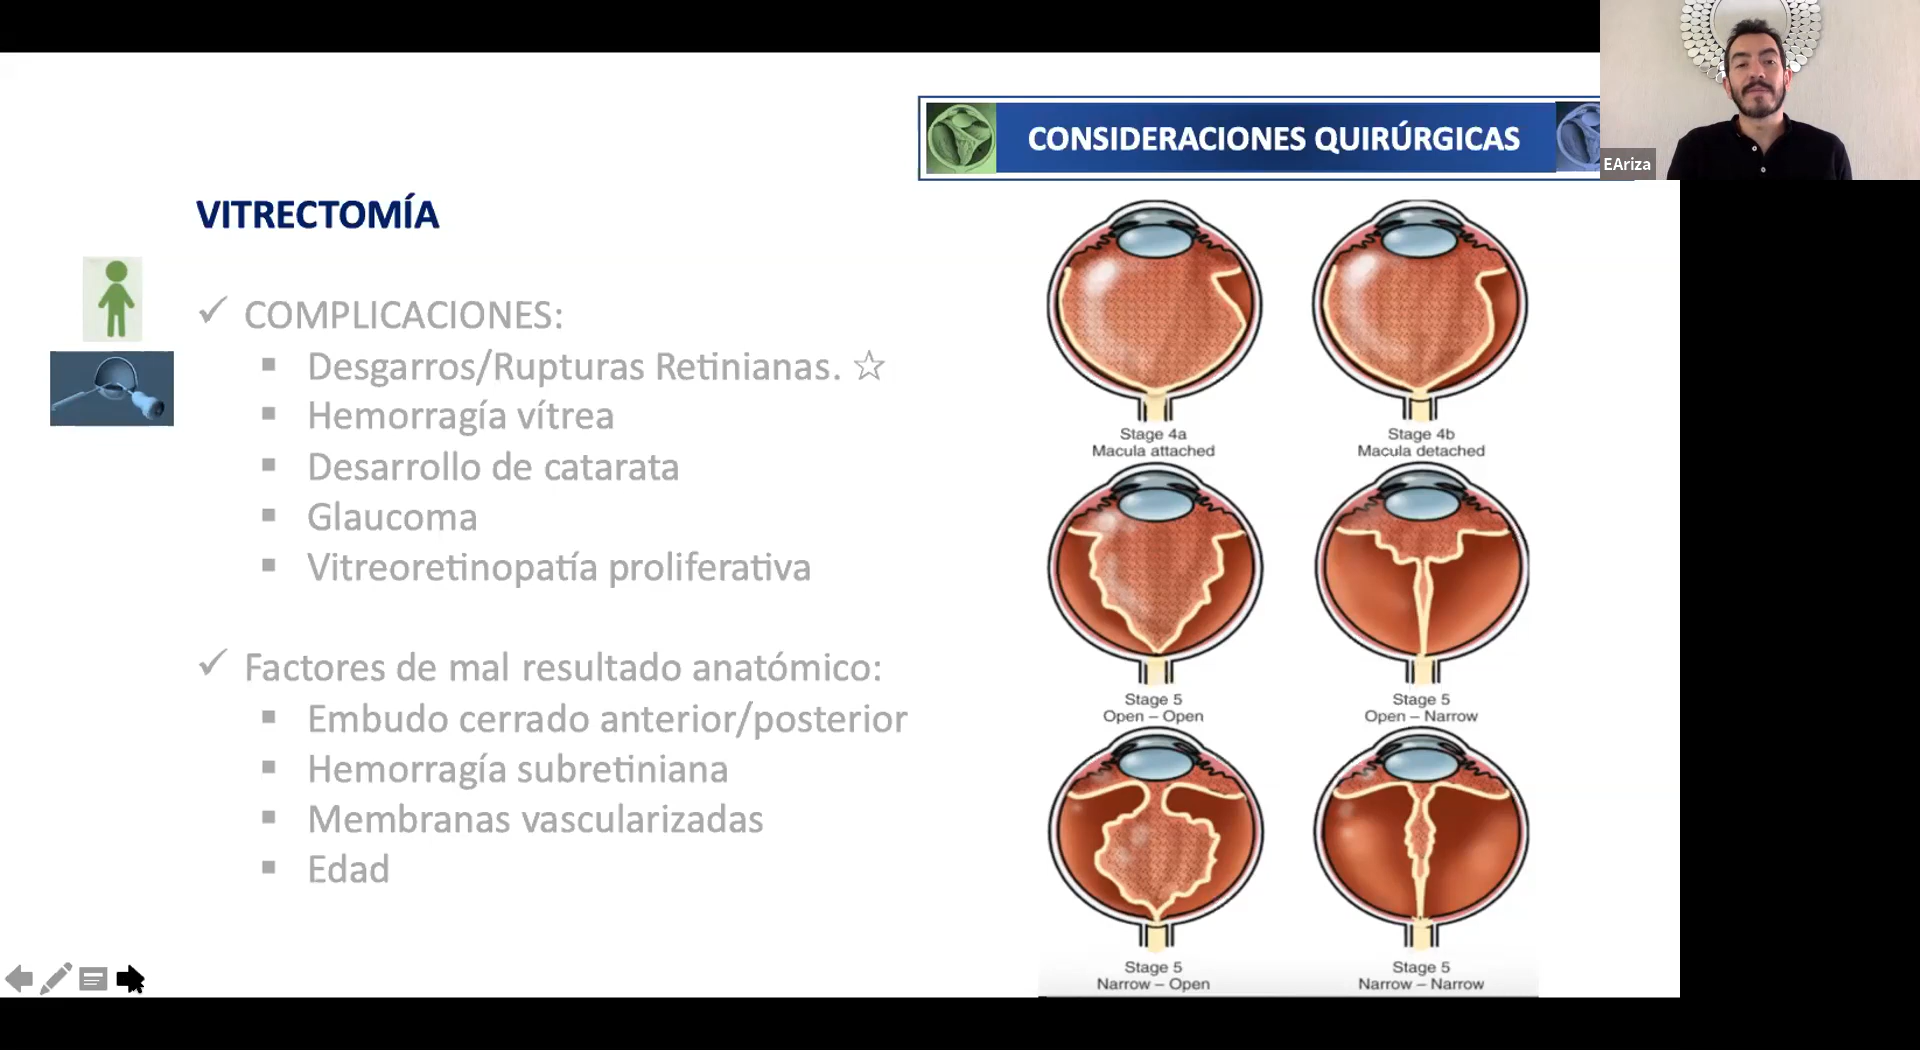 CONSIDERACIONES QUIRÚRGICAS
EAriza
VITRECTOMÍA
COMPLICACIONES:
Desgarros/Rupturas Retinianas.
Hemorragía vítrea
Desarrollo de catarata
Glaucoma
Vitreoretinopatía proliferativa
Factores de mal resultado anatómico:
Embudo cerrado anterior/posterior
Hemorragía subretiniana
Membranas vascularizadas
Edad
Stage 4a
Macula attached
Stage 4b
Macula detached
Stage 5
Open – Open
Stage 5
Open – Narrow
Stage 5
Narrow – Open
Stage 5
Narrow – Narrow